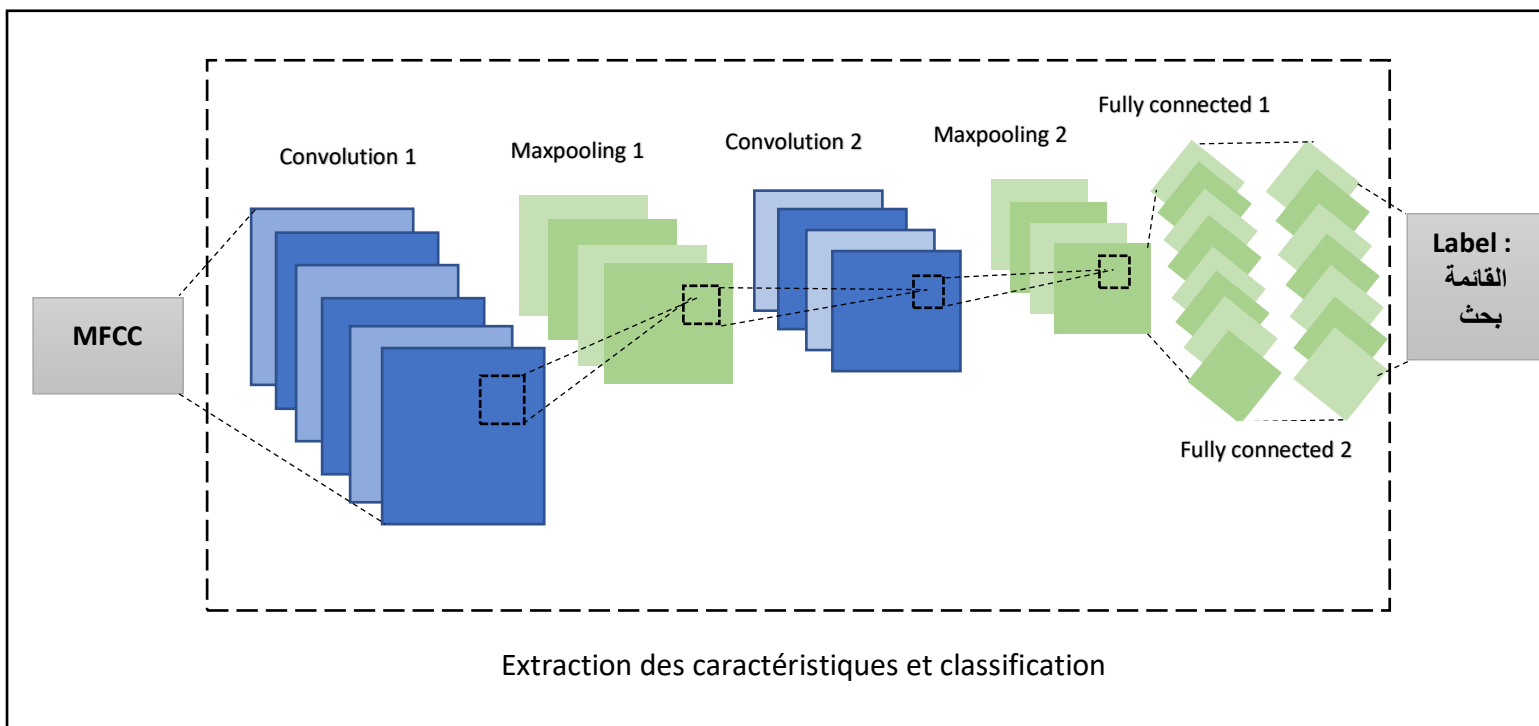 Convolution 1
Maxpooling 1
Convolution 2
Maxpooling 2
Fully connected 1
MFCC
Label :
القائمة
بحث
Fully connected 2
Extraction des caractéristiques et classification